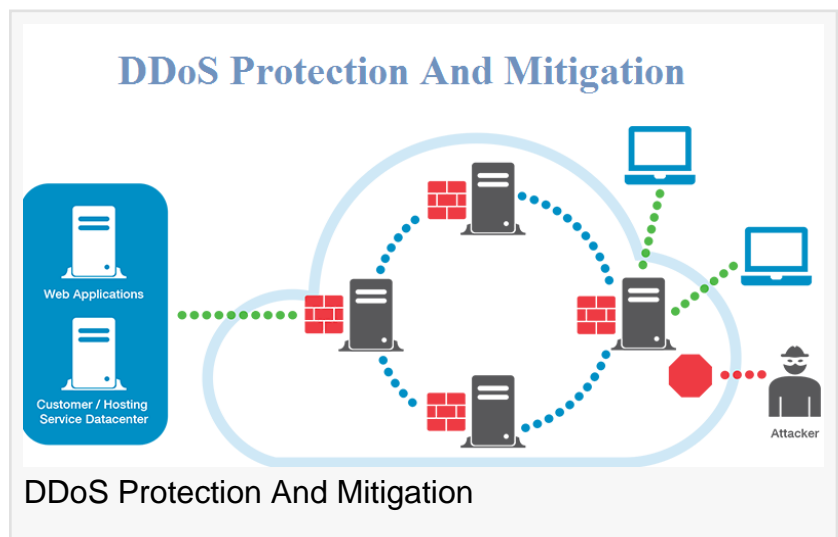 DDoS Protection And Mitigation
Web Applications
Customer / Hosting
Service Datacenter
Attacker
DDoS Protection And Mitigation